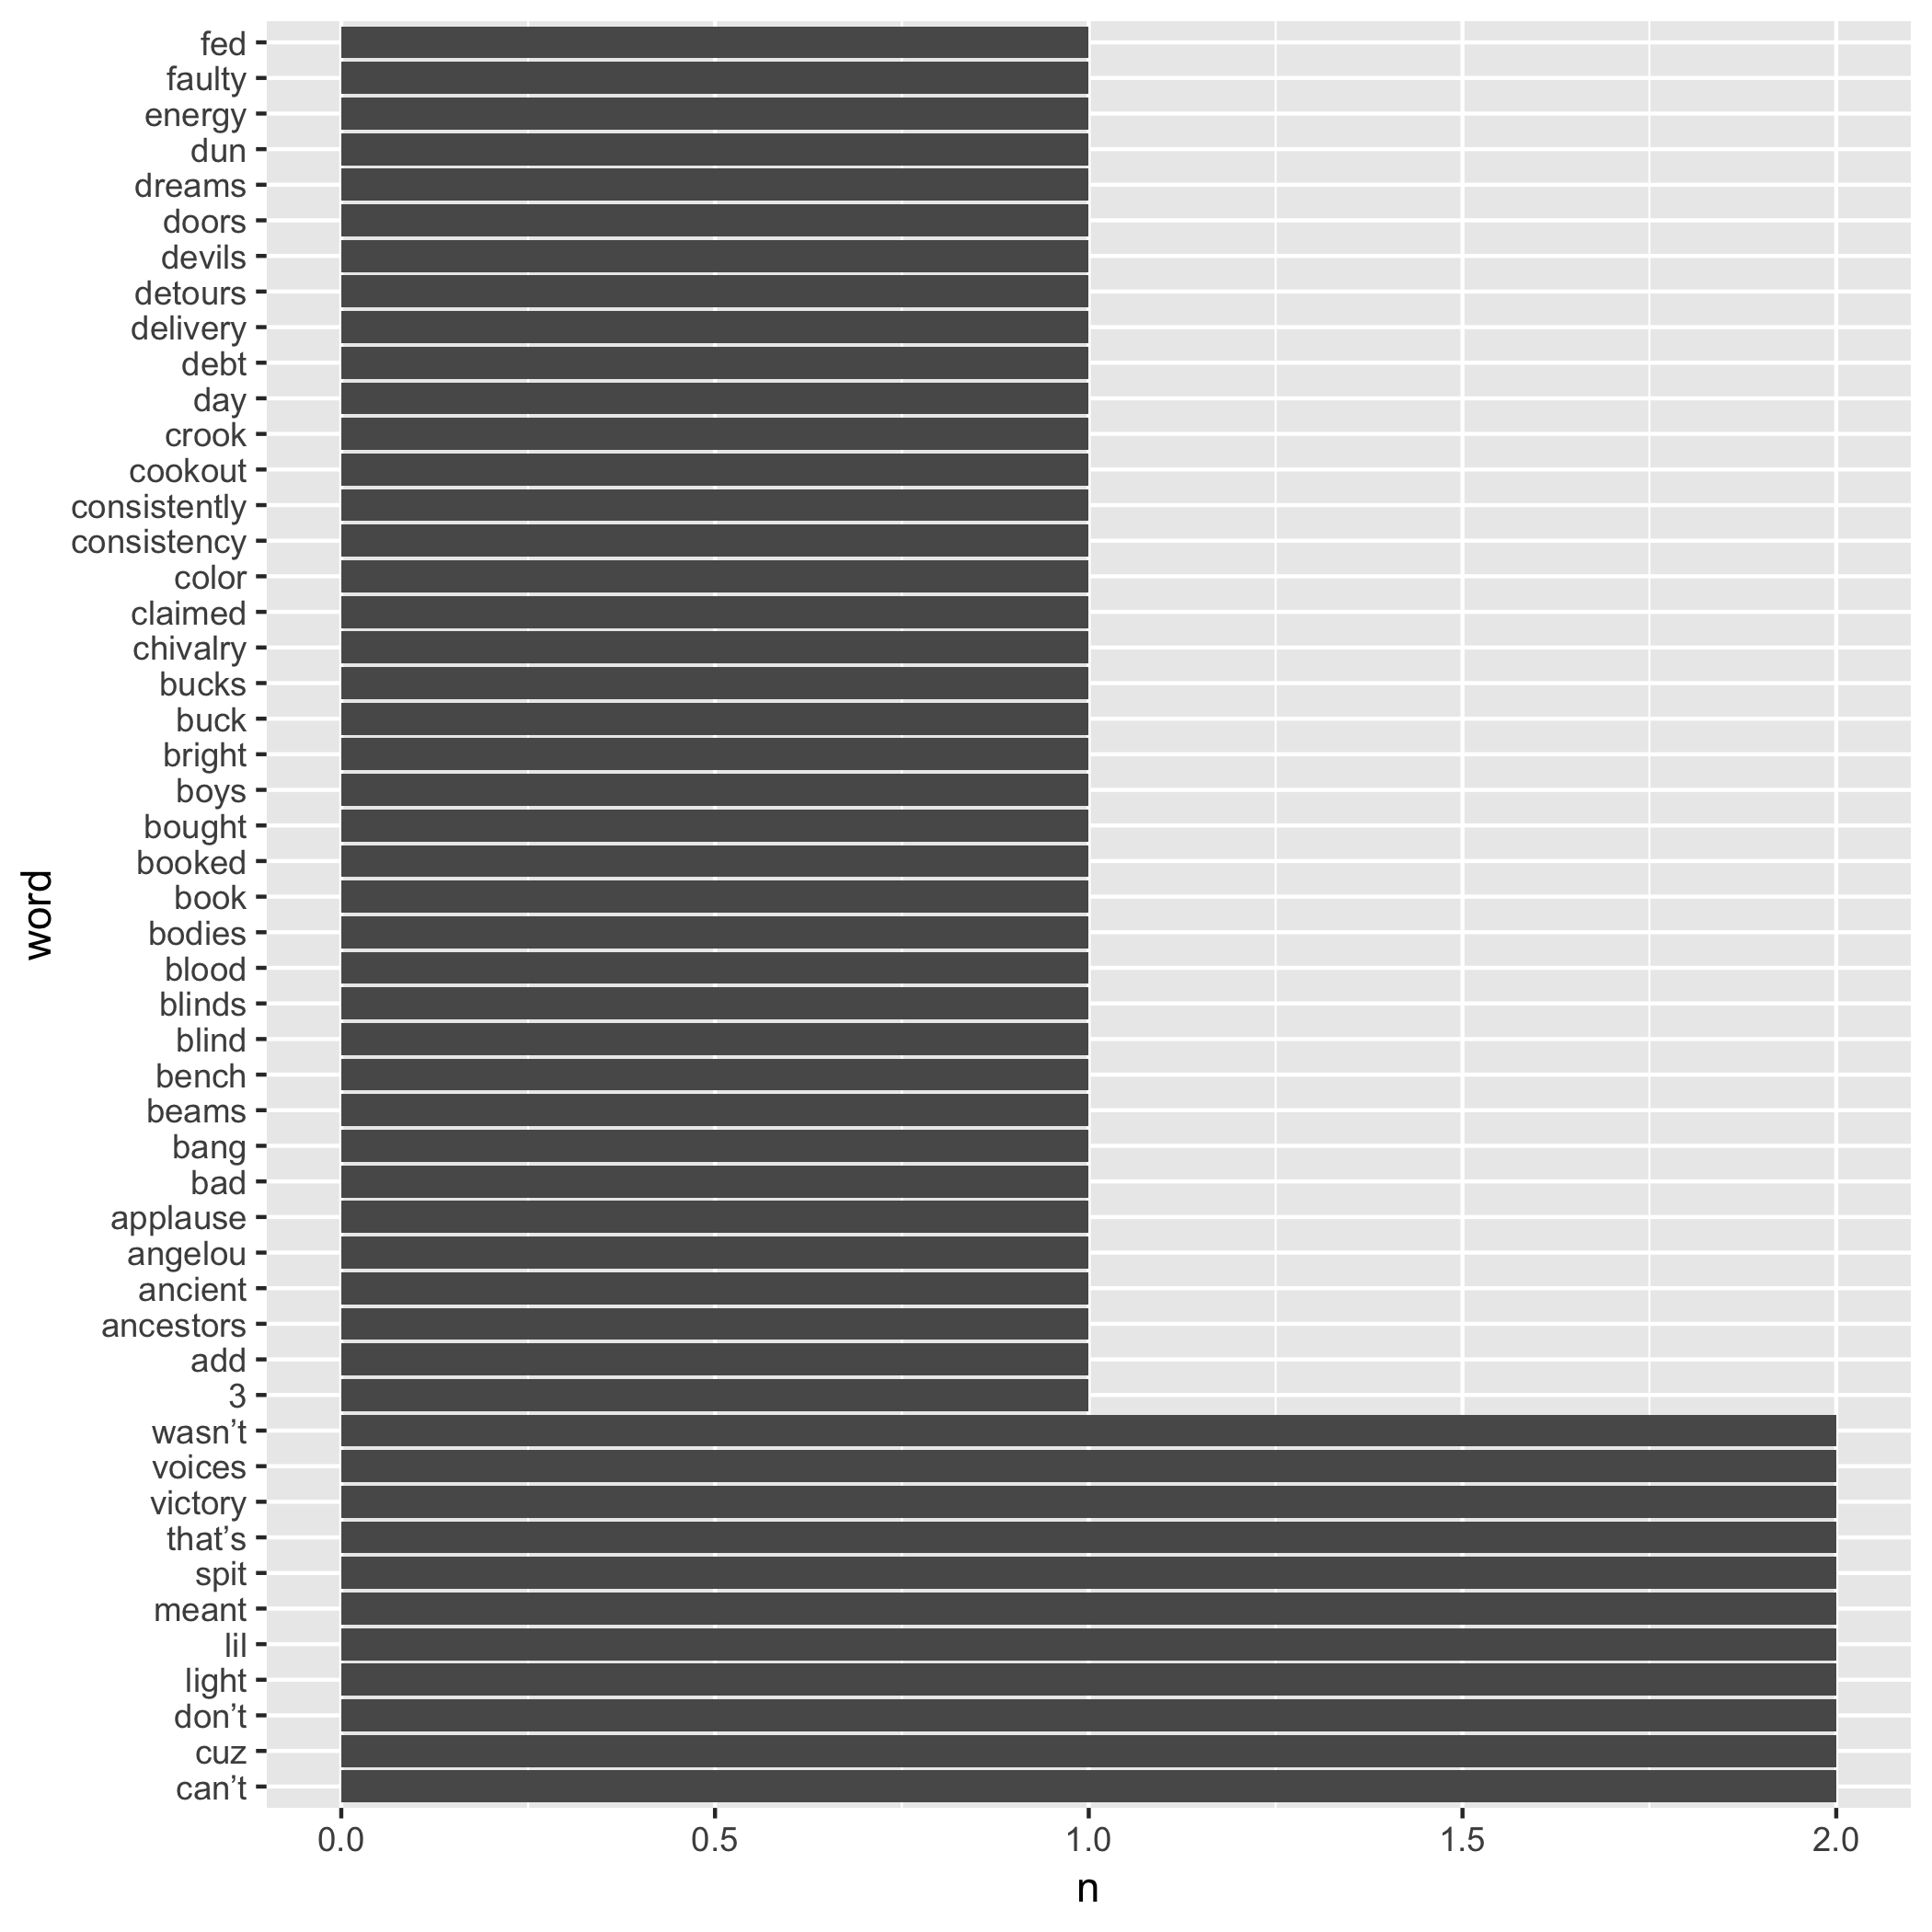 fed
faulty
energy
dun
dreams
doors
devils
detours
delivery
debt
day
crook
cookout
consistently
consistency
color
claimed
chivalry
bucks
buck
bright
boys
bought
booked
book
bodies
blood
blinds
blind
bench
beams
bang
bad
applause
angelou
ancient
ancestors
add
3
wasn’t
voices
victory
that’s
spit
meant
lil
light
don’t
cuz
can’t
word
0.0 0.5 1.0 1.5 2.0
n